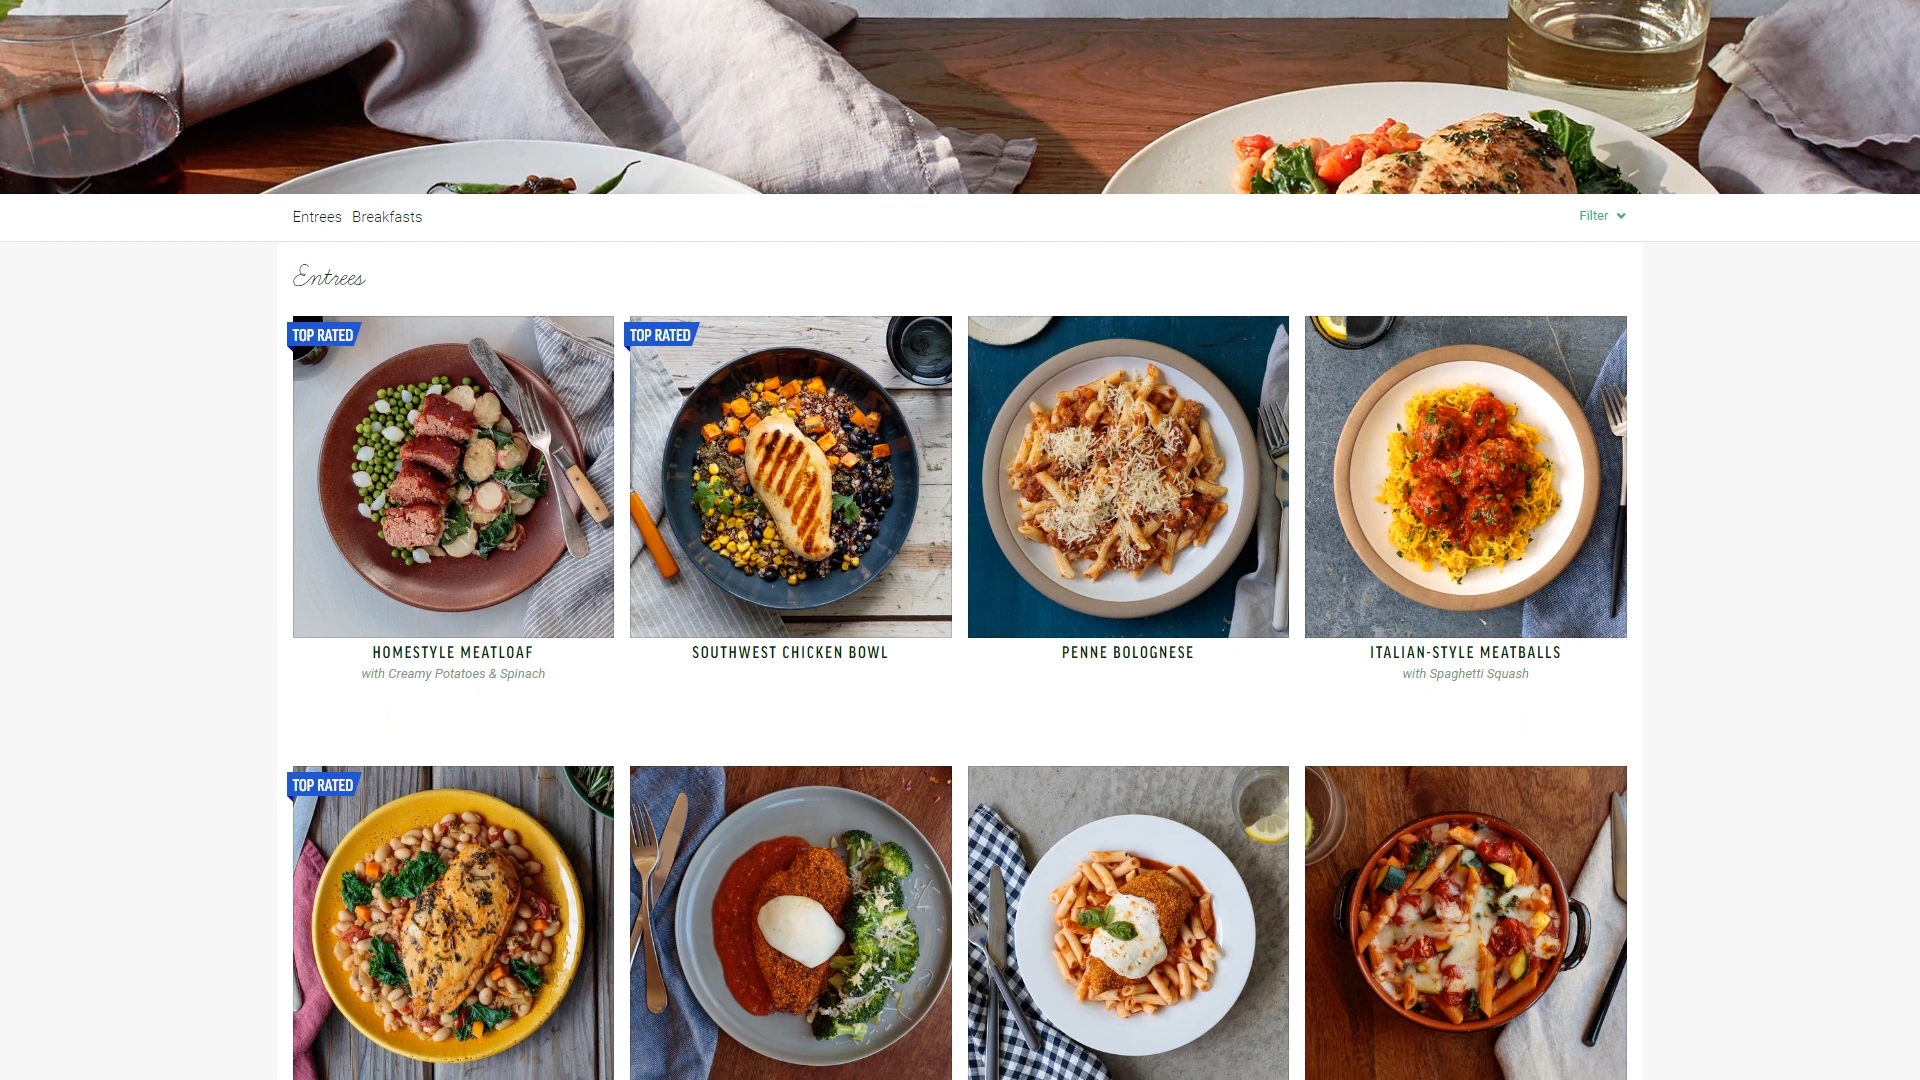 Entrees Breakfasts
Filter
Entrees
TOP RATED
TOP RATED
HOMESTYLE MEATLOAF
with Creamy Potatoes & Spinach
SOUTHWEST CHICKEN BOWL
PENNE BOLOGNESE
ITALIAN-STYLE MEATBALLS
with Spaghetti Squash
TOP RATED